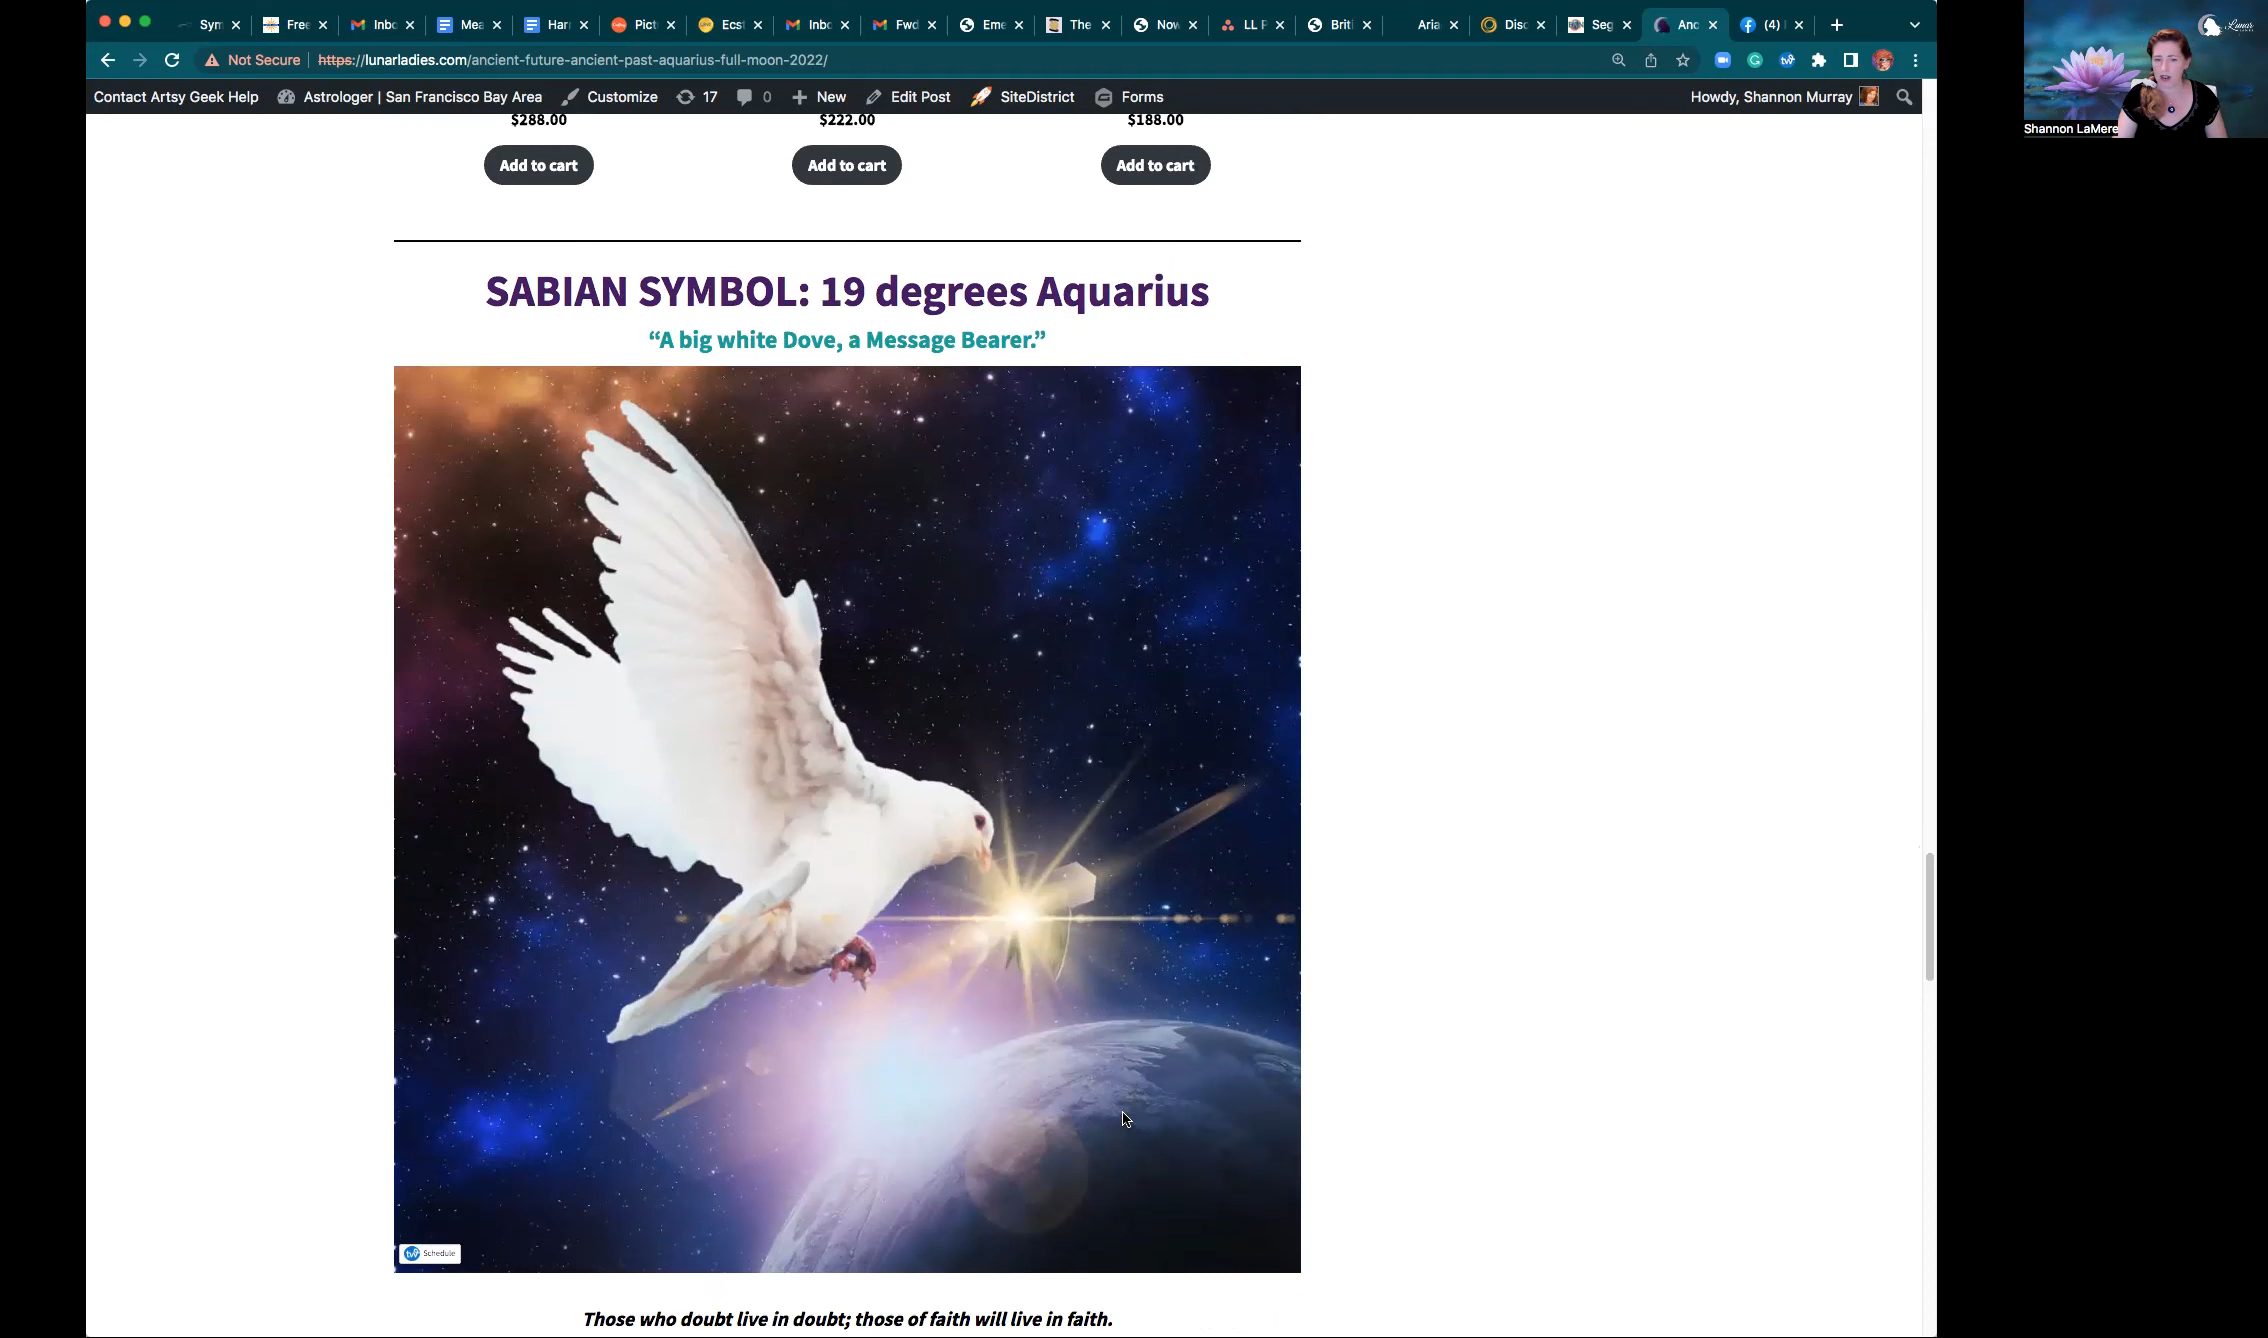 Sym
Free
Inbo
Mea
Har
Pict
Ecst
Inbo
Fwd
Eme
The
Now
LL P
Briti
Aria
Disc
Seg
Anc
(4)
Not Secure
https://lunarladies.com/ancient-future-ancient-past-aquarius-full-moon-2022/
Contact Artsy Geek Help
Astrologer | San Francisco Bay Area
Customize
17
0
New
Edit Post
SiteDistrict
Forms
Howdy, Shannon Murray
$288.00
$222.00
$188.00
Add to cart
Add to cart
Add to cart
SABIAN SYMBOL: 19 degrees Aquarius
“A big white Dove, a Message Bearer.”
Schedule
Those who doubt live in doubt; those of faith will live in faith.
Lunar
Shannon LaMere